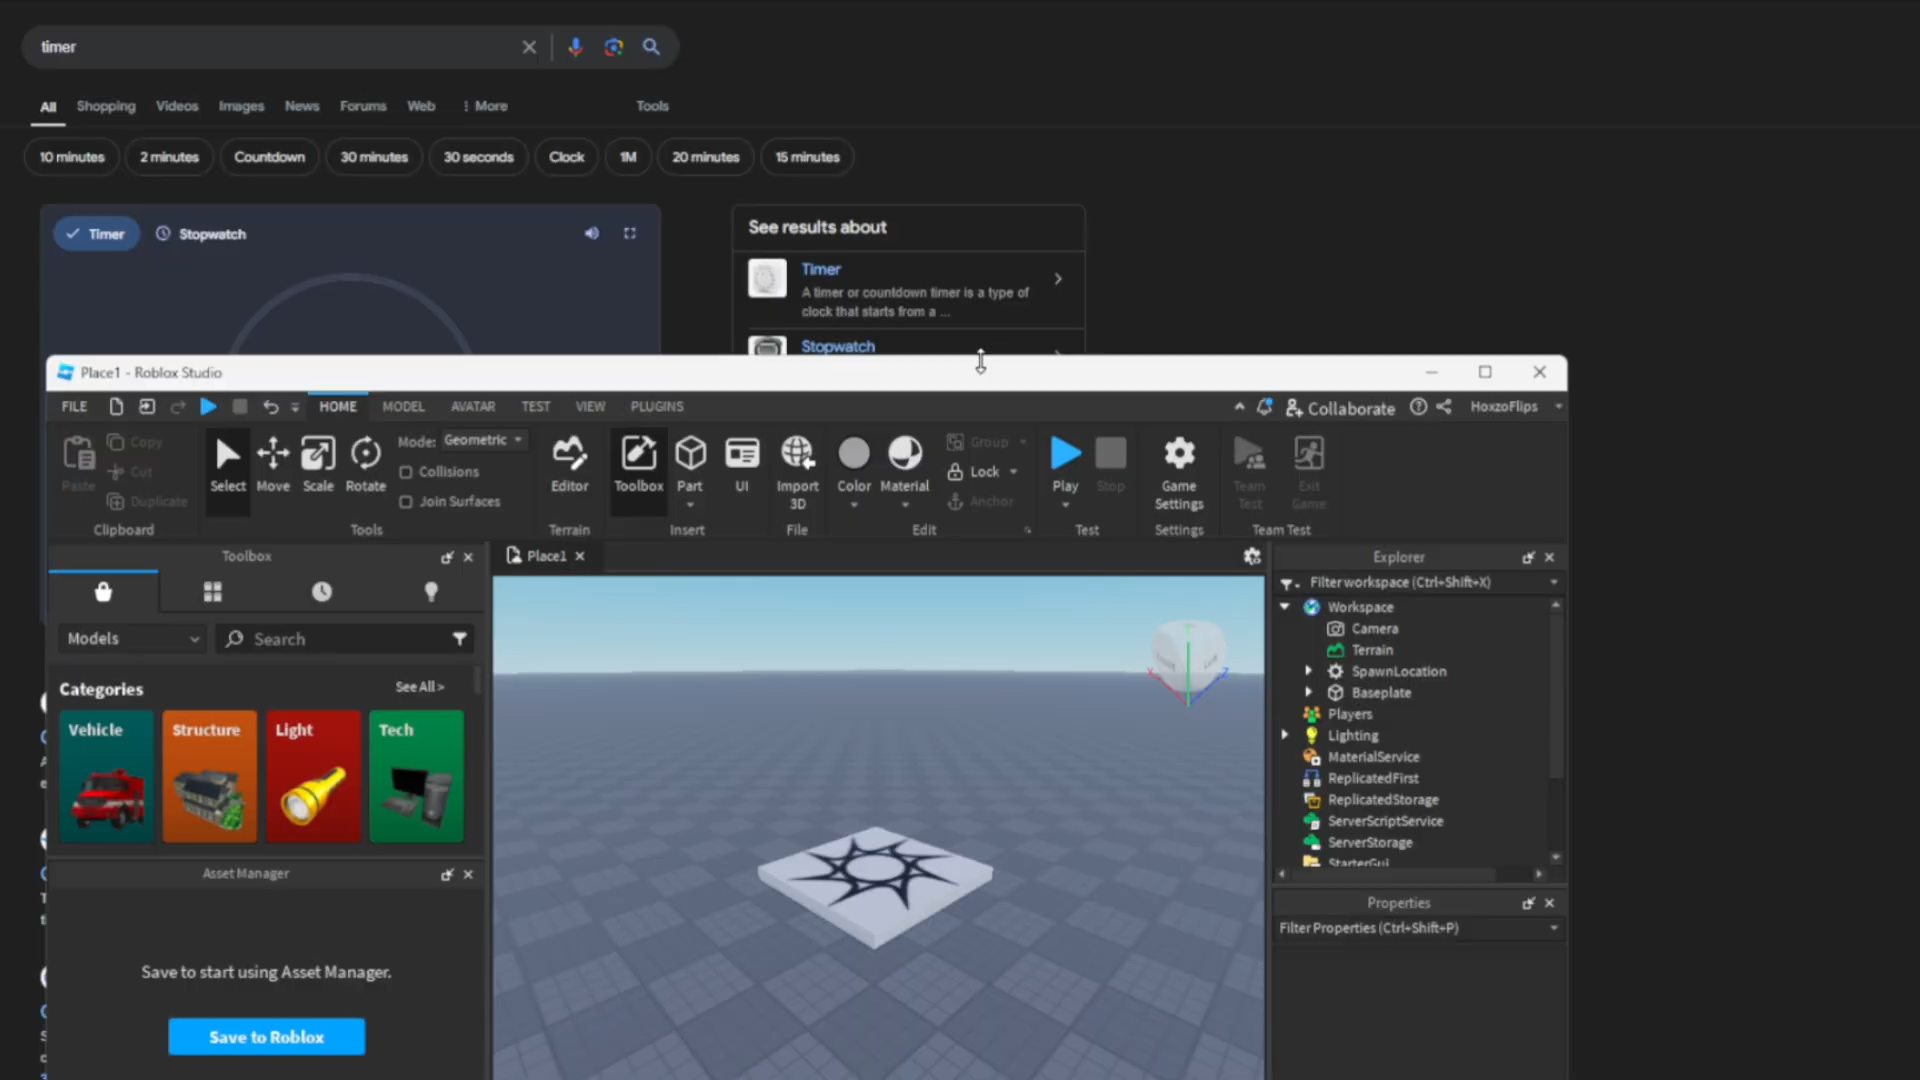 timer
All Shopping Videos Images News Forums Web More Tools
10 minutes 2 minutes Countdown 30 minutes 30 seconds Clock 1M 20 minutes 15 minutes
Timer Stopwatch
See results about
Timer
A timer or countdown timer is a type of
clock that starts from a ...
Stopwatch
Place1 - Roblox Studio
FILE HOME MODEL AVATAR TEST VIEW PLUGINS Collaborate HoxzoFlips
Paste
Copy
Cut
Duplicate
Clipboard
Select Move Scale Rotate
Mode: Geometric
Collisions
Join Surfaces
Tools
Editor
Terrain
Toolbox Part UI
Insert
Import
3D
File
Color Material
Group
Lock
Anchor
Edit
Play Stop
Test
Game
Settings
Settings
Team
Test
Exit
Game
Team Test
Toolbox
Models
Search
Categories See All >
Vehicle Structure Light Tech
Asset Manager
Save to start using Asset Manager.
Save to Roblox
Place1
Explorer
Filter workspace (Ctrl+Shift+X)
Workspace
Camera
Terrain
SpawnLocation
Baseplate
Players
Lighting
MaterialService
ReplicatedFirst
ReplicatedStorage
ServerScriptService
ServerStorage
StarterGui
Properties
Filter Properties (Ctrl+Shift+P)